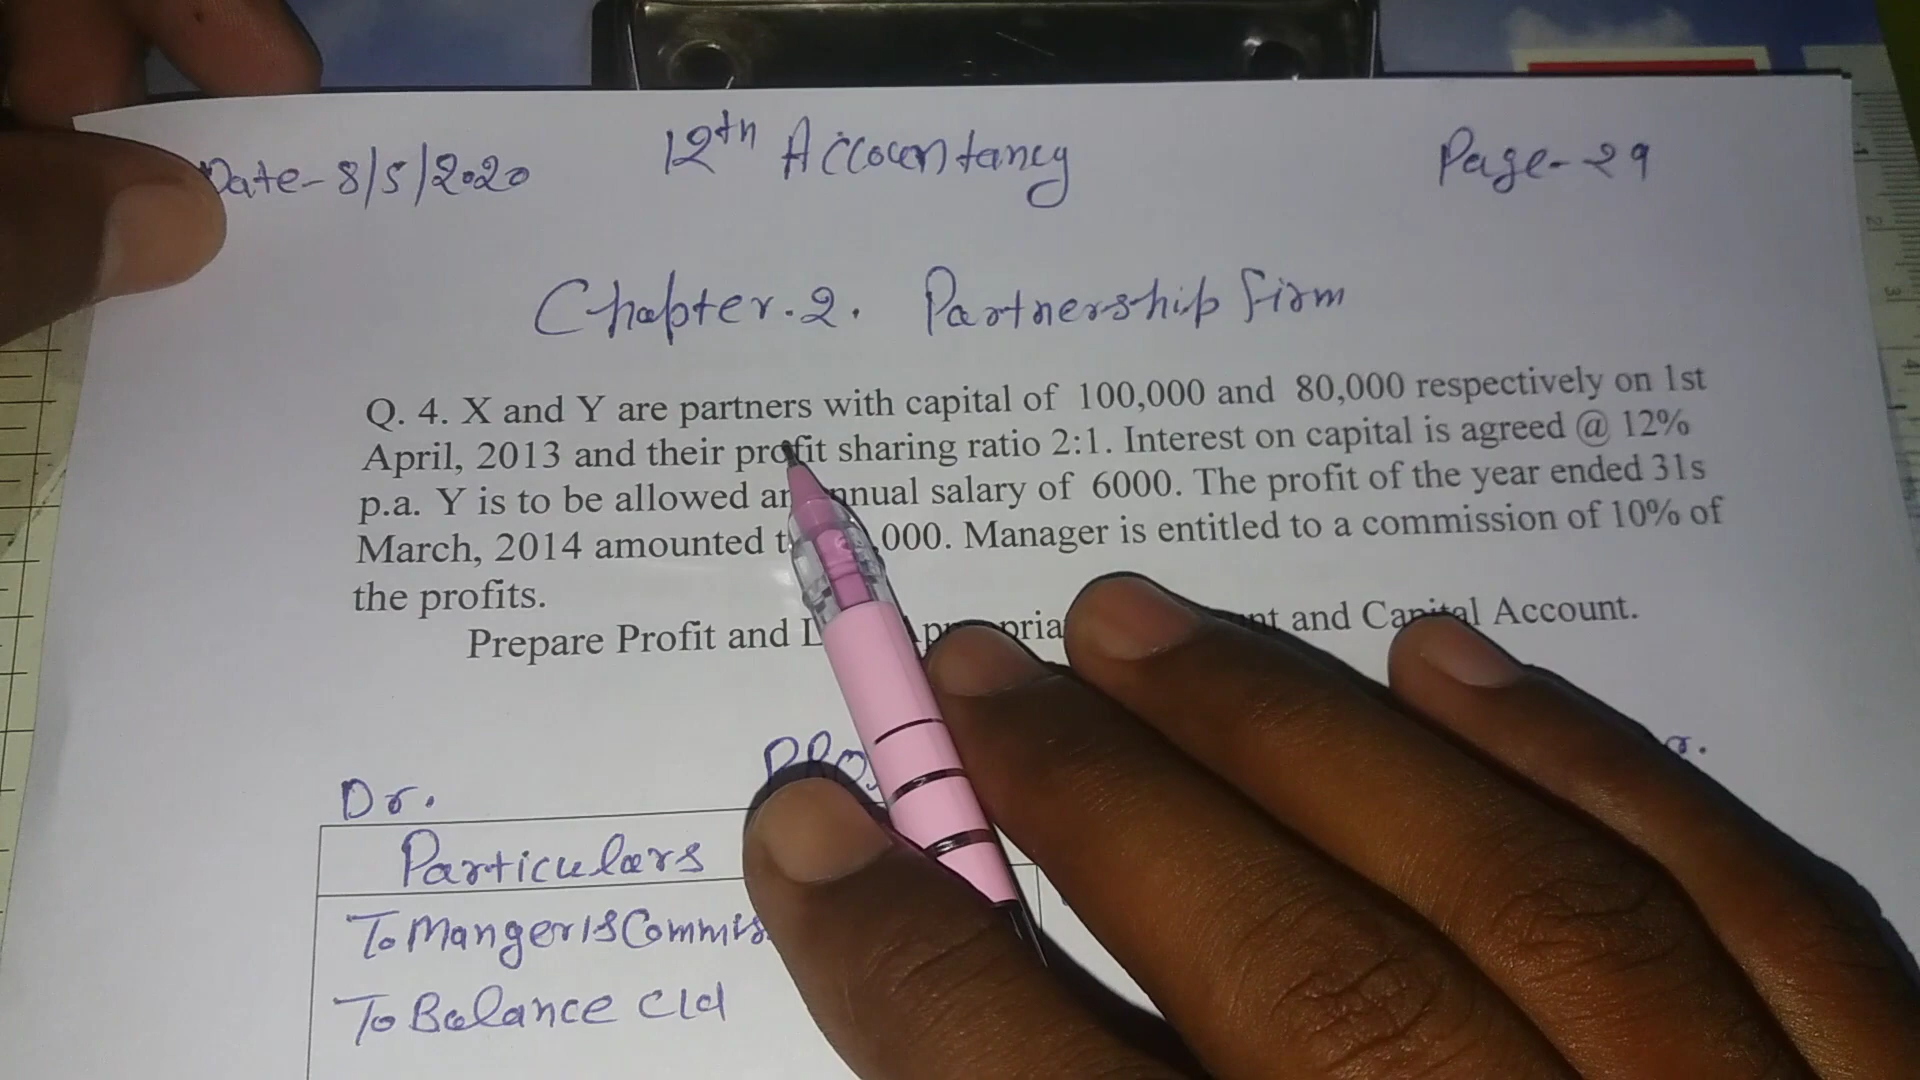 Date-8/5/2020 12th Accountancy Page-29
Chapter.2. Partnership firm
Q. 4. X and Y are partners with capital of 100,000 and 80,000 respectively on 1st
April, 2013 and their profit sharing ratio 2:1. Interest on capital is agreed @ 12%
p.a. Y is to be allowed an annual salary of 6000. The profit of the year ended 31s
March, 2014 amounted ,000. Manager is entitled to a commission of 10% of
the profits.
Prepare Profit and and Capital Account.
Dr.
Particulars
To Manger's Commis
To Balance c/d